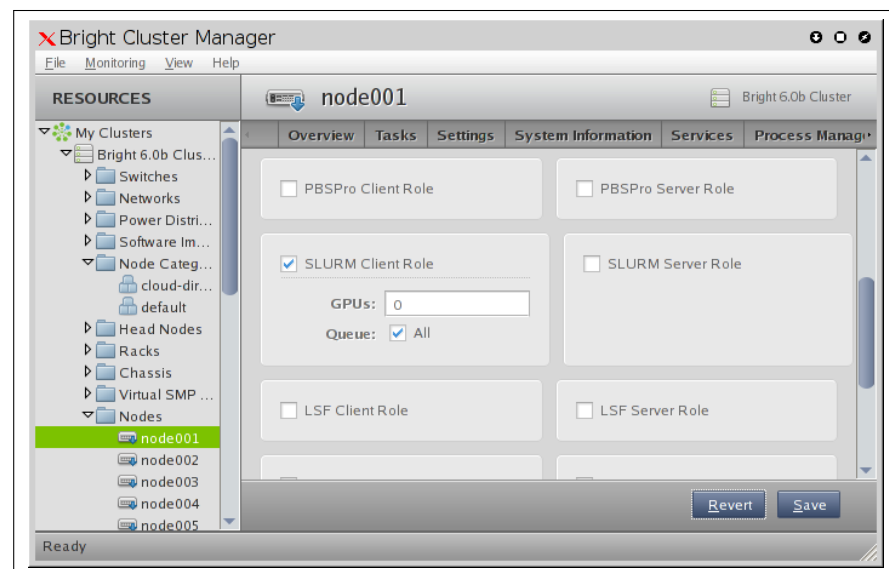 Bright Cluster Manager
File Monitoring View Help
RESOURCES
node001
Bright 6.0b Cluster
My Clusters
Bright 6.0b Clus...
Switches
Networks
Power Distri...
Software Im...
Node Categ...
cloud-dir...
default
Head Nodes
Racks
Chassis
Virtual SMP ...
Nodes
node001
node002
node003
node004
node005
Overview Tasks Settings System Information Services Process Manag
PBSPro Client Role
PBSPro Server Role
SLURM Client Role
SLURM Server Role
GPUs: 0
Queue: All
LSF Client Role
LSF Server Role
Revert Save
Ready